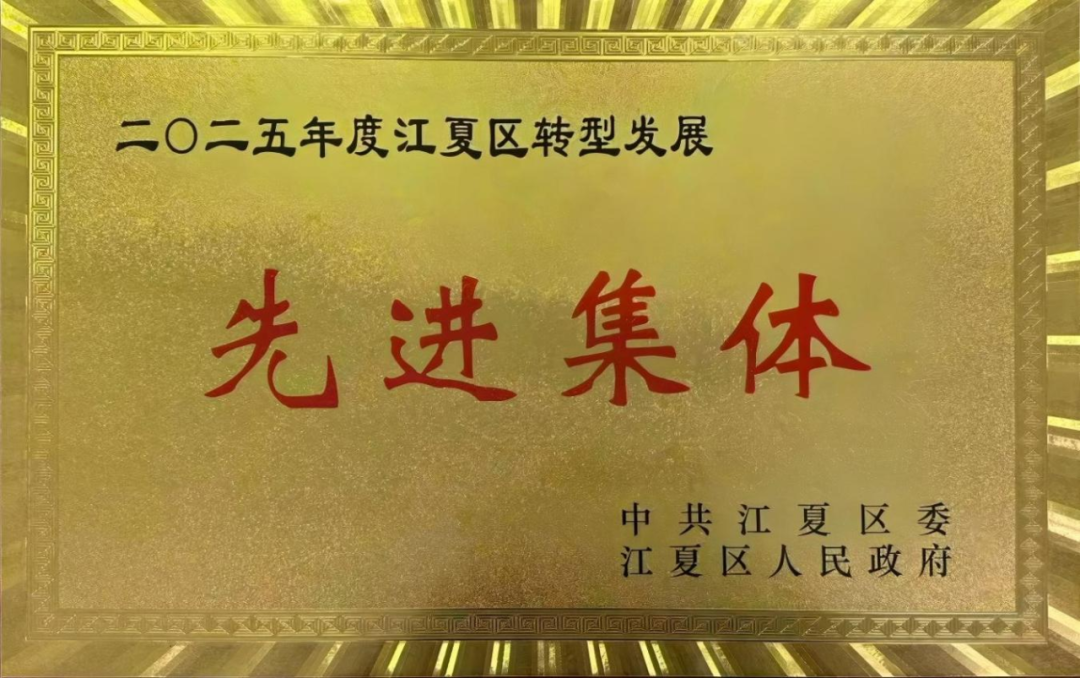 二〇二五年度江夏区转型发展
先进集体
中共江夏区委
江夏区人民政府